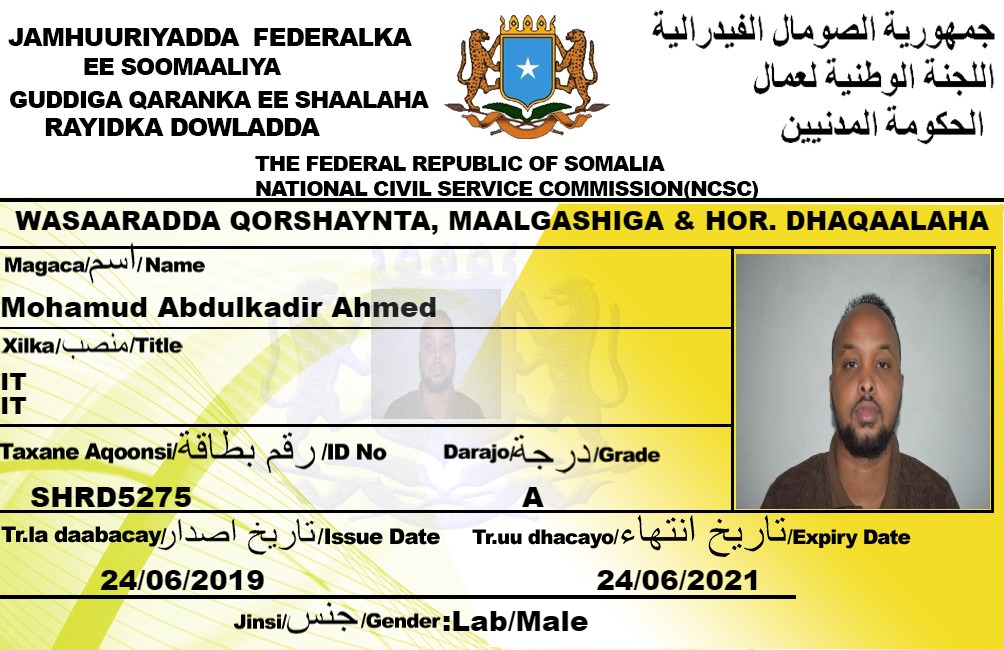 JAMHUURIYADDA FEDERALKA
EE SOOMAALIYA
GUDDIGA QARANKA EE SHAALAHA
RAYIDKA DOWLADDA
جمهورية الصومال الفيدرالية
اللجنة الوطنية لعمال
الحكومة المدنيين
THE FEDERAL REPUBLIC OF SOMALIA
NATIONAL CIVIL SERVICE COMMISSION(NCSC)
WASAARADDA QORSHAYNTA, MAALGASHIGA & HOR. DHAQAALAHA
Magaca/اسم/Name
Mohamud Abdulkadir Ahmed
Xilka/منصب/Title
IT
IT
Taxane Aqoonsi/رقم بطاقة/ID No Darajo/درجة/Grade
SHRD5275 A
Tr.la daabacay/تاريخ اصدار/Issue Date Tr.uu dhacayo/تاريخ انتهاء/Expiry Date
24/06/2019 24/06/2021
Jinsi/جنس/Gender:Lab/Male